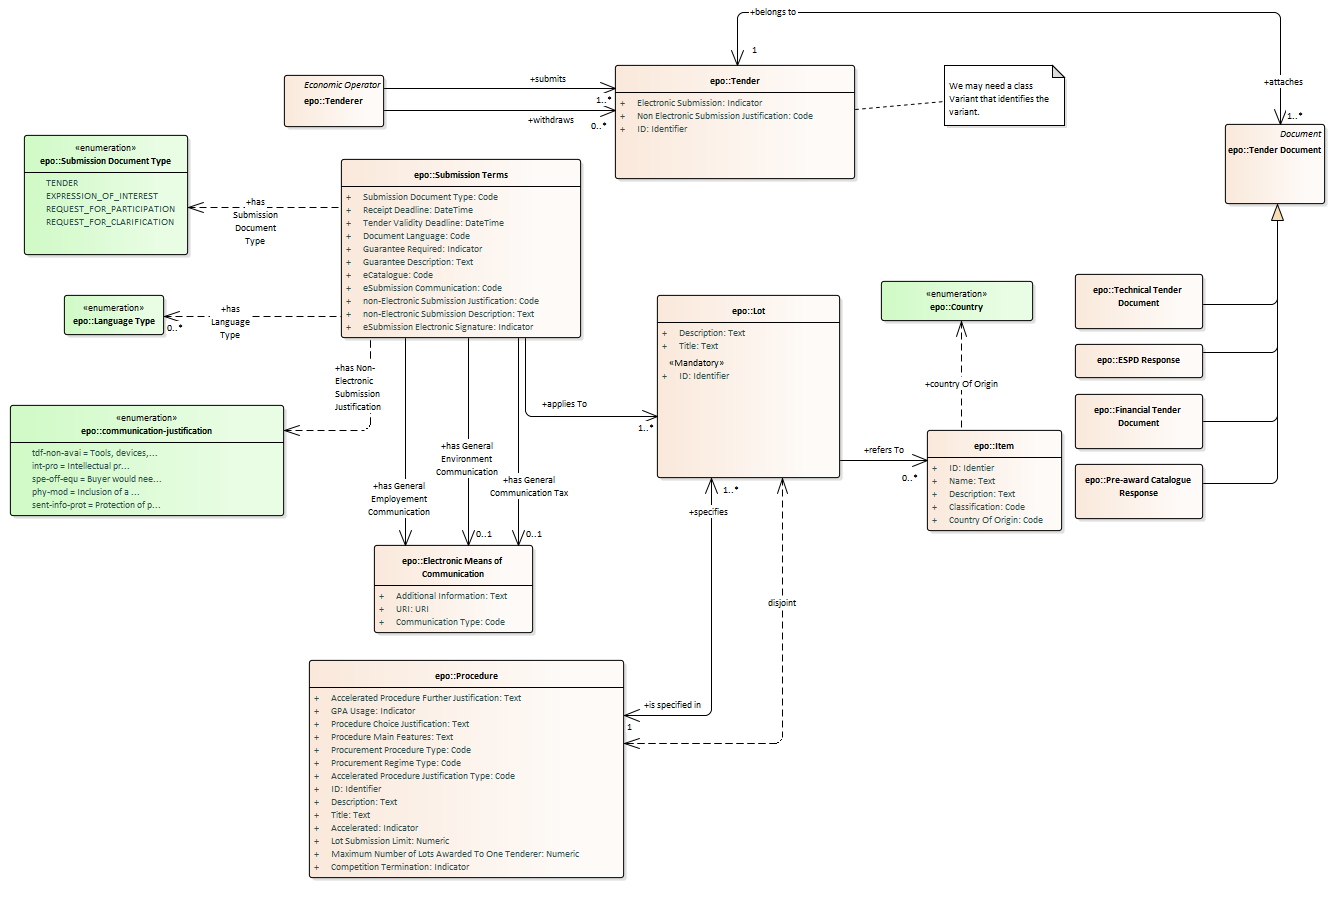 +belongs to
1
+attaches
1..*
Economic Operator
epo::Tenderer
+submits
1..*
+withdraws
0..*
epo::Tender
+ Electronic Submission: Indicator
+ Non Electronic Submission Justification: Code
+ ID: Identifier
We may need a class
Variant that identifies the
variant.
Document
epo::Tender Document
«enumeration»
epo::Submission Document Type
TENDER
EXPRESSION_OF_INTEREST
REQUEST_FOR_PARTICIPATION
REQUEST_FOR_CLARIFICATION
+has
Submission
Document
Type
epo::Submission Terms
+ Submission Document Type: Code
+ Receipt Deadline: DateTime
+ Tender Validity Deadline: DateTime
+ Document Language: Code
+ Guarantee Required: Indicator
+ Guarantee Description: Text
+ eCatalogue: Code
+ eSubmission Communication: Code
+ non-Electronic Submission Justification: Code
+ non-Electronic Submission Description: Text
+ eSubmission Electronic Signature: Indicator
«enumeration»
epo::Language Type
0..*
+has
Language
Type
+has Non-
Electronic
Submission
Justification
«enumeration»
epo::communication-justification
tdf-non-avai = Tools, devices,...
int-pro = Intellectual pr...
spe-off-equ = Buyer would nee...
phy-mod = Inclusion of a ...
sent-info-prot = Protection of p...
+applies To
1..*
+has General
Employement
Communication
+has General
Environment
Communication
0..1
+has General
Communication Tax
0..1
epo::Electronic Means of
Communication
+ Additional Information: Text
+ URI: URI
+ Communication Type: Code
epo::Lot
+ Description: Text
+ Title: Text
«Mandatory»
+ ID: Identifier
+refers To
0..*
«enumeration»
epo::Country
+country Of Origin
epo::Item
+ ID: Identier
+ Name: Text
+ Description: Text
+ Classification: Code
+ Country Of Origin: Code
epo::Technical Tender
Document
epo::ESPD Response
epo::Financial Tender
Document
epo::Pre-award Catalogue
Response
1..*
+specifies
disjoint
+is specified in
1
epo::Procedure
+ Accelerated Procedure Further Justification: Text
+ GPA Usage: Indicator
+ Procedure Choice Justification: Text
+ Procedure Main Features: Text
+ Procurement Procedure Type: Code
+ Procurement Regime Type: Code
+ Accelerated Procedure Justification Type: Code
+ ID: Identifier
+ Description: Text
+ Title: Text
+ Accelerated: Indicator
+ Lot Submission Limit: Numeric
+ Maximum Number of Lots Awarded To One Tenderer: Numeric
+ Competition Termination: Indicator